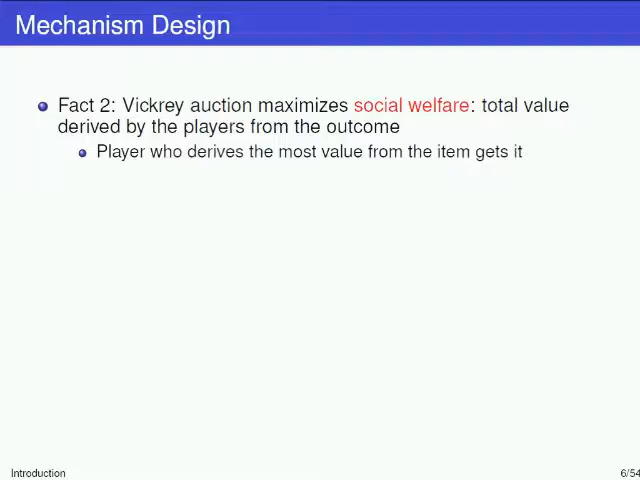 Mechanism Design
Fact 2: Vickrey auction maximizes social welfare: total value
derived by the players from the outcome
Player who derives the most value from the item gets it
Introduction
6/54